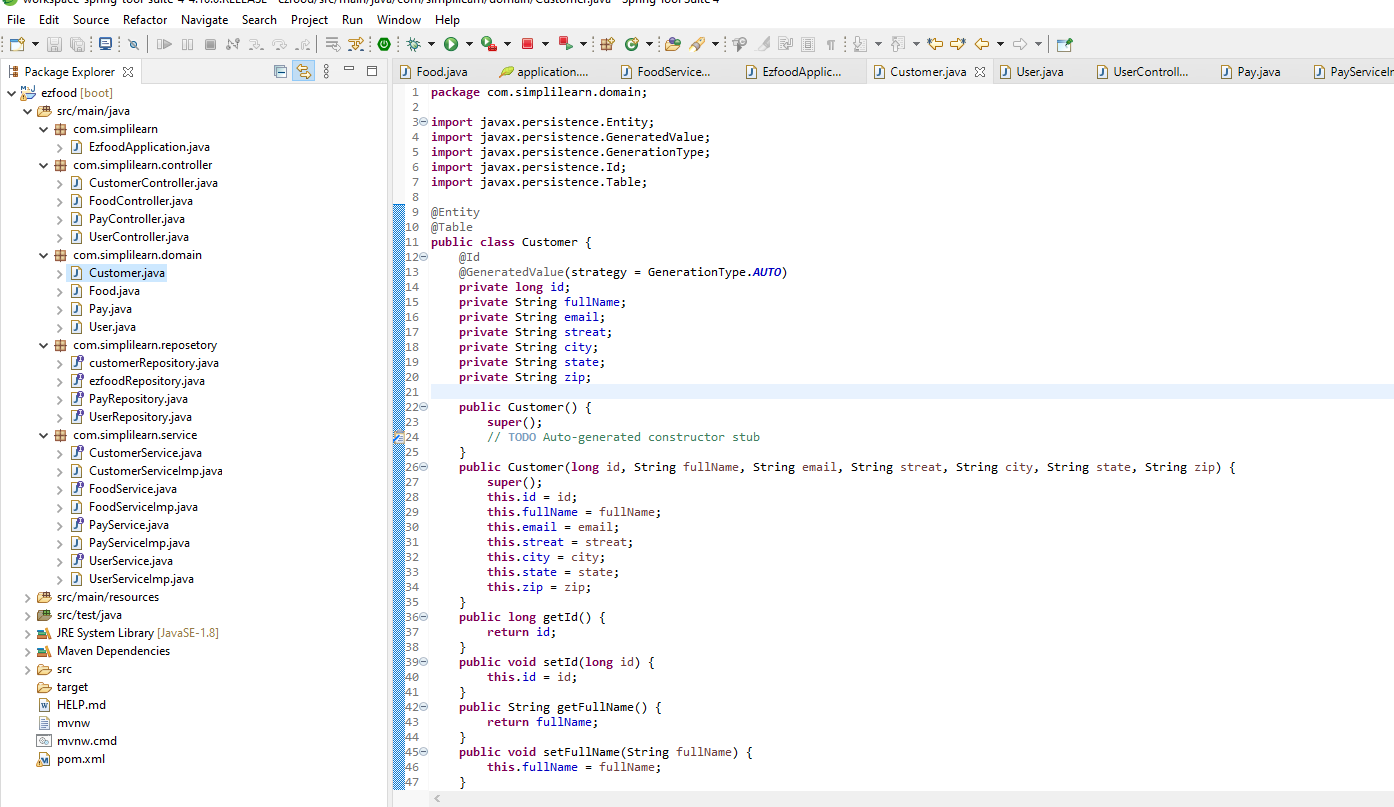 workspace-spring-tool-suite-4-4.10.0.RELEASE - ezfood/src/main/java/com/simplilearn/domain/Customer.java - Spring Tool Suite 4
File Edit Source Refactor Navigate Search Project Run Window Help
Package Explorer
ezfood [boot]
src/main/java
com.simplilearn
EzfoodApplication.java
com.simplilearn.controller
CustomerController.java
FoodController.java
PayController.java
UserController.java
com.simplilearn.domain
Customer.java
Food.java
Pay.java
User.java
com.simplilearn.reposetory
customerRepository.java
ezfoodRepository.java
PayRepository.java
UserRepository.java
com.simplilearn.service
CustomerService.java
CustomerServiceImp.java
FoodService.java
FoodServiceImp.java
PayService.java
PayServiceImp.java
UserService.java
UserServiceImp.java
src/main/resources
src/test/java
JRE System Library [JavaSE-1.8]
Maven Dependencies
src
target
HELP.md
mvnw
mvnw.cmd
pom.xml
Food.java application.... FoodService... EzfoodApplic... Customer.java User.java UserControll... Pay.java PayServiceIm
1 package com.simplilearn.domain;
2
3 import javax.persistence.Entity;
4 import javax.persistence.GeneratedValue;
5 import javax.persistence.GenerationType;
6 import javax.persistence.Id;
7 import javax.persistence.Table;
8
9 @Entity
10 @Table
11 public class Customer {
12 @Id
13 @GeneratedValue(strategy = GenerationType.AUTO)
14 private long id;
15 private String fullName;
16 private String email;
17 private String streat;
18 private String city;
19 private String state;
20 private String zip;
21
22 public Customer() {
23 super();
24 // TODO Auto-generated constructor stub
25 }
26 public Customer(long id, String fullName, String email, String streat, String city, String state, String zip) {
27 super();
28 this.id = id;
29 this.fullName = fullName;
30 this.email = email;
31 this.streat = streat;
32 this.city = city;
33 this.state = state;
34 this.zip = zip;
35 }
36 public long getId() {
37 return id;
38 }
39 public void setId(long id) {
40 this.id = id;
41 }
42 public String getFullName() {
43 return fullName;
44 }
45 public void setFullName(String fullName) {
46 this.fullName = fullName;
47 }